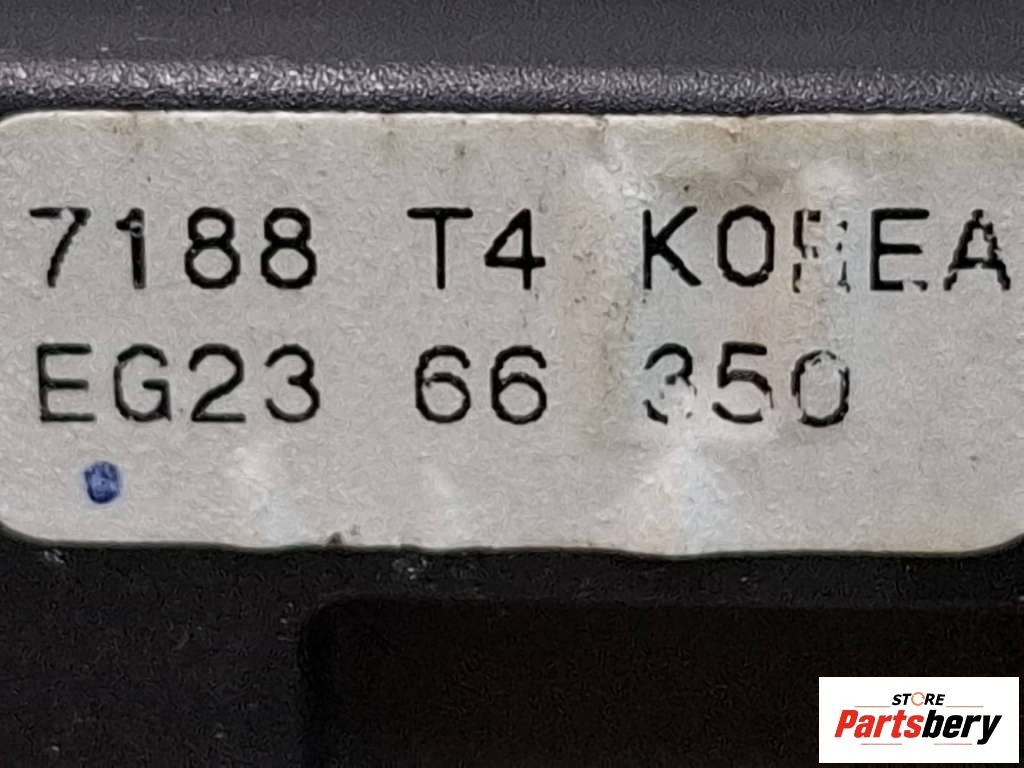 7188 T4 KOREA
EG23 66 350
STORE
Partsbery